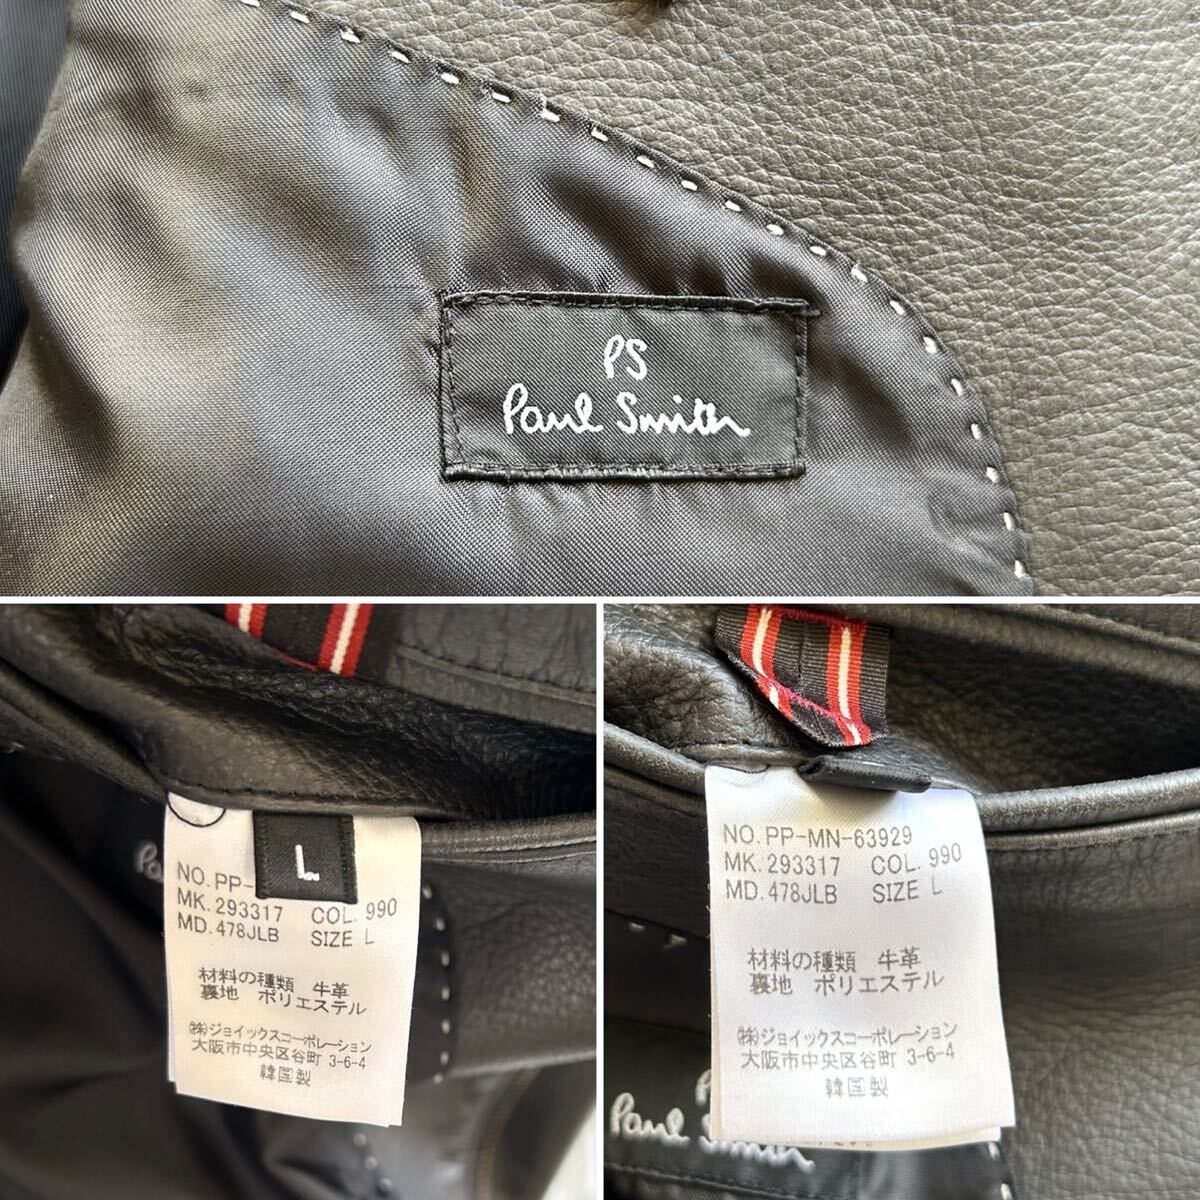 PS
Paul Smith
L
NO.PP-
MK.293317 COL.990
MD.478JLB SIZE L
材料の種類 牛革
裏地 ポリエステル
㈱ジョイックスコーポレーション
大阪市中央区谷町 3-6-4
韓国製
NO.PP-MN-63929
MK.293317 COL.990
MD.478JLB SIZE L
材料の種類 牛革
裏地 ポリエステル
㈱ジョイックスコーポレーション
大阪市中央区谷町 3-6-4
韓国製
Paul Smith